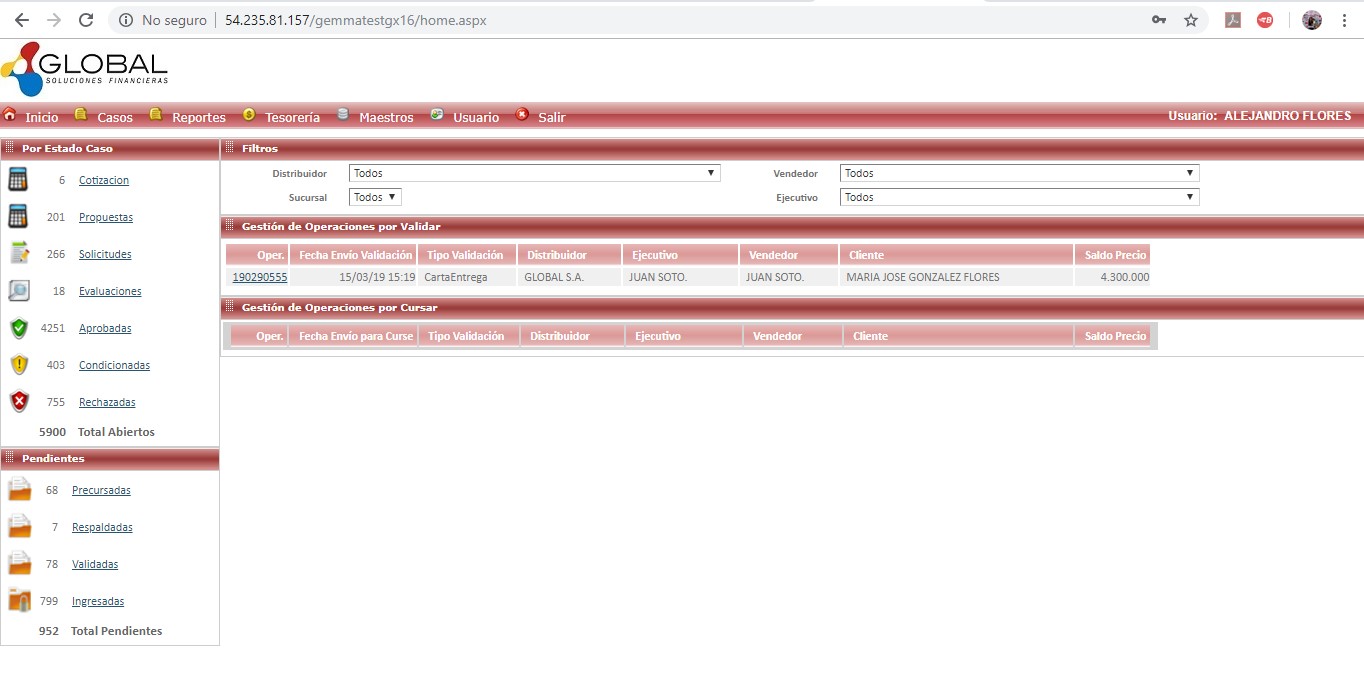 No seguro | 54.235.81.157/gemmatestgx16/home.aspx
GLOBAL
SOLUCIONES FINANCIERAS
Inicio Casos Reportes Tesorería Maestros Usuario Salir Usuario: ALEJANDRO FLORES
Por Estado Caso
6 Cotizacion
201 Propuestas
266 Solicitudes
18 Evaluaciones
4251 Aprobadas
403 Condicionadas
755 Rechazadas
5900 Total Abiertos
Pendientes
68 Precursadas
7 Respaldadas
78 Validadas
799 Ingresadas
952 Total Pendientes
Filtros
Distribuidor Todos Vendedor Todos
Sucursal Todos Ejecutivo Todos
Gestión de Operaciones por Validar
Oper. Fecha Envío Validación Tipo Validación Distribuidor Ejecutivo Vendedor Cliente Saldo Precio
190290555 15/03/19 15:19 CartaEntrega GLOBAL S.A. JUAN SOTO. JUAN SOTO. MARIA JOSE GONZALEZ FLORES 4.300.000
Gestión de Operaciones por Cursar
Oper. Fecha Envío para Curse Tipo Validación Distribuidor Ejecutivo Vendedor Cliente Saldo Precio